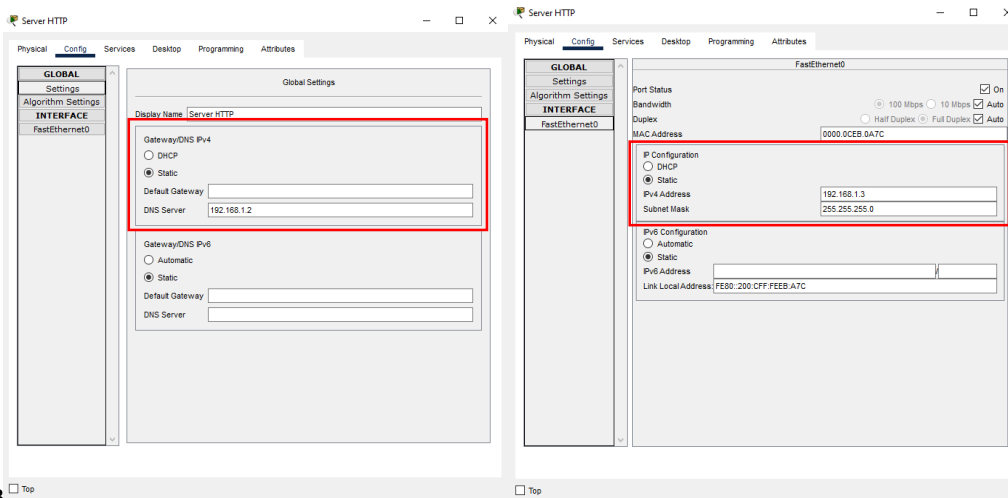 Server HTTP
Physical Config Services Desktop Programming Attributes
GLOBAL
Settings
Algorithm Settings
INTERFACE
FastEthernet0
Global Settings
Display Name Server HTTP
Gateway/DNS IPv4
DHCP
Static
Default Gateway
DNS Server 192.168.1.2
Gateway/DNS IPv6
Automatic
Static
Default Gateway
DNS Server
Top
Server HTTP
Physical Config Services Desktop Programming Attributes
GLOBAL
Settings
Algorithm Settings
INTERFACE
FastEthernet0
FastEthernet0
Port Status On
Bandwidth 100 Mbps 10 Mbps Auto
Duplex Half Duplex Full Duplex Auto
MAC Address 0000.0CEB.0A7C
IP Configuration
DHCP
Static
IPv4 Address 192.168.1.3
Subnet Mask 255.255.255.0
IPv6 Configuration
Automatic
Static
IPv6 Address /
Link Local Address: FE80::200:CFF:FEEB:A7C
Top